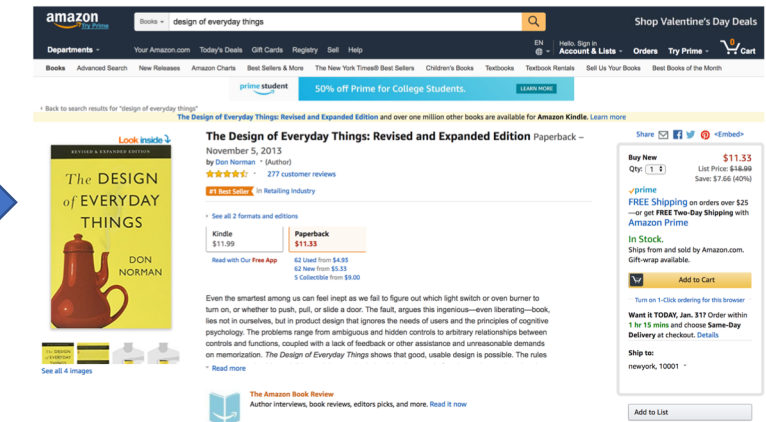 amazon
Try Prime
Books
design of everyday things
Shop Valentine's Day Deals
Departments
Your Amazon.com Today's Deals Gift Cards Registry Sell Help
EN
Hello. Sign in
Account & Lists
Orders
Try Prime
0
Cart
Books Advanced Search New Releases Amazon Charts Best Sellers & More The New York Times® Best Sellers Children's Books Textbooks Textbook Rentals Sell Us Your Books Best Books of the Month
prime student
50% off Prime for College Students.
LEARN MORE
‹ Back to search results for "design of everyday things"
The Design of Everyday Things: Revised and Expanded Edition and over one million other books are available for Amazon Kindle. Learn more
Look inside
REVISED & EXPANDED EDITION
The DESIGN
of EVERYDAY
THINGS
DON
NORMAN
See all 4 images
The Design of Everyday Things: Revised and Expanded Edition Paperback –
November 5, 2013
by Don Norman (Author)
277 customer reviews
#1 Best Seller in Retailing Industry
See all 2 formats and editions
Kindle
$11.99
Paperback
$11.33
Read with Our Free App
62 Used from $4.93
62 New from $5.33
5 Collectible from $9.00
Even the smartest among us can feel inept as we fail to figure out which light switch or oven burner to
turn on, or whether to push, pull, or slide a door. The fault, argues this ingenious—even liberating—book,
lies not in ourselves, but in product design that ignores the needs of users and the principles of cognitive
psychology. The problems range from ambiguous and hidden controls to arbitrary relationships between
controls and functions, coupled with a lack of feedback or other assistance and unreasonable demands
on memorization. The Design of Everyday Things shows that good, usable design is possible. The rules
Read more
The Amazon Book Review
Author interviews, book reviews, editors picks, and more. Read it now
Share
<Embed>
Buy New
$11.33
Qty: 1
List Price: $18.99
Save: $7.66 (40%)
prime
FREE Shipping on orders over $25
—or get FREE Two-Day Shipping with
Amazon Prime
In Stock.
Ships from and sold by Amazon.com.
Gift-wrap available.
Add to Cart
Turn on 1-Click ordering for this browser
Want it TODAY, Jan. 31? Order within
1 hr 15 mins and choose Same-Day
Delivery at checkout. Details
Ship to:
newyork, 10001
Add to List